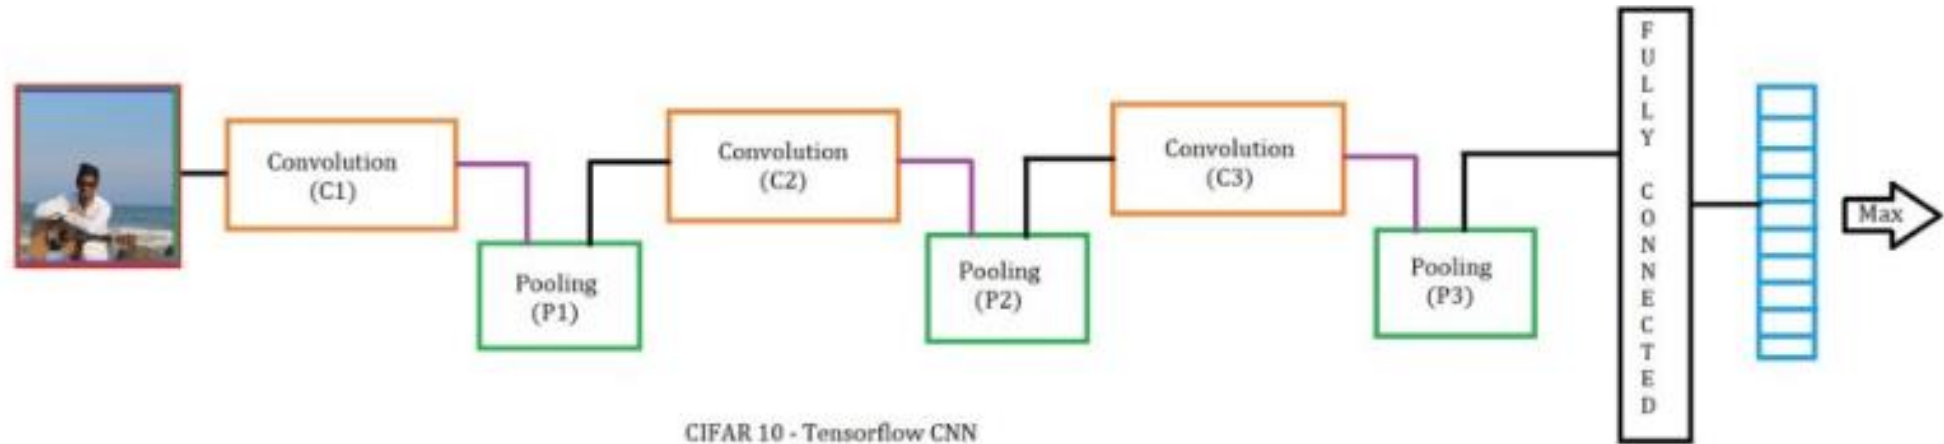 Convolution
(C1)
Pooling
(P1)
Convolution
(C2)
Pooling
(P2)
Convolution
(C3)
Pooling
(P3)
FULLY CONNECTED
Max
CIFAR 10 - Tensorflow CNN